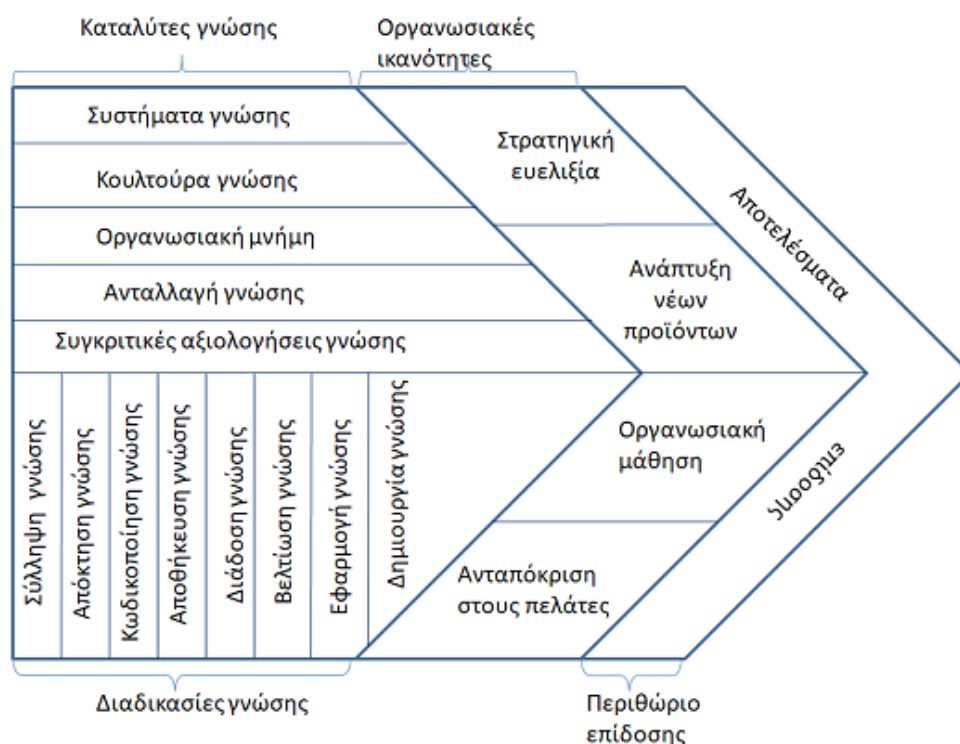 Καταλύτες γνώσης
Οργανωσιακές
ικανότητες
Συστήματα γνώσης
Κουλτούρα γνώσης
Οργανωσιακή μνήμη
Ανταλλαγή γνώσης
Συγκριτικές αξιολογήσεις γνώσης
Στρατηγική
ευελιξία
Ανάπτυξη
νέων
προϊόντων
Αποτελέσματα
Σύλληψη γνώσης
Απόκτηση γνώσης
Κωδικοποίηση γνώσης
Αποθήκευση γνώσης
Διάδοση γνώσης
Βελτίωση γνώσης
Εφαρμογή γνώσης
Δημιουργία γνώσης
Οργανωσιακή
μάθηση
Ανταπόκριση
στους πελάτες
επίδοσης
Διαδικασίες γνώσης
Περιθώριο
επίδοσης